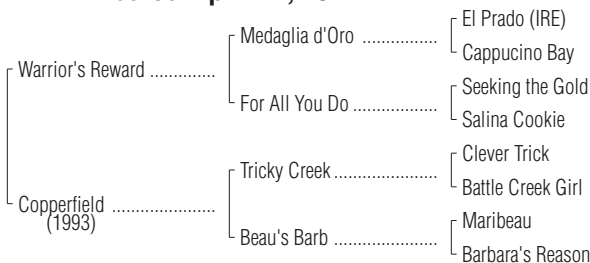 Warrior's Reward ..............
Copperfield ......................
(1993)
Medaglia d'Oro ................
For All You Do ..................
Tricky Creek ......................
Beau's Barb ......................
El Prado (IRE)
Cappucino Bay
Seeking the Gold
Salina Cookie
Clever Trick
Battle Creek Girl
Maribeau
Barbara's Reason